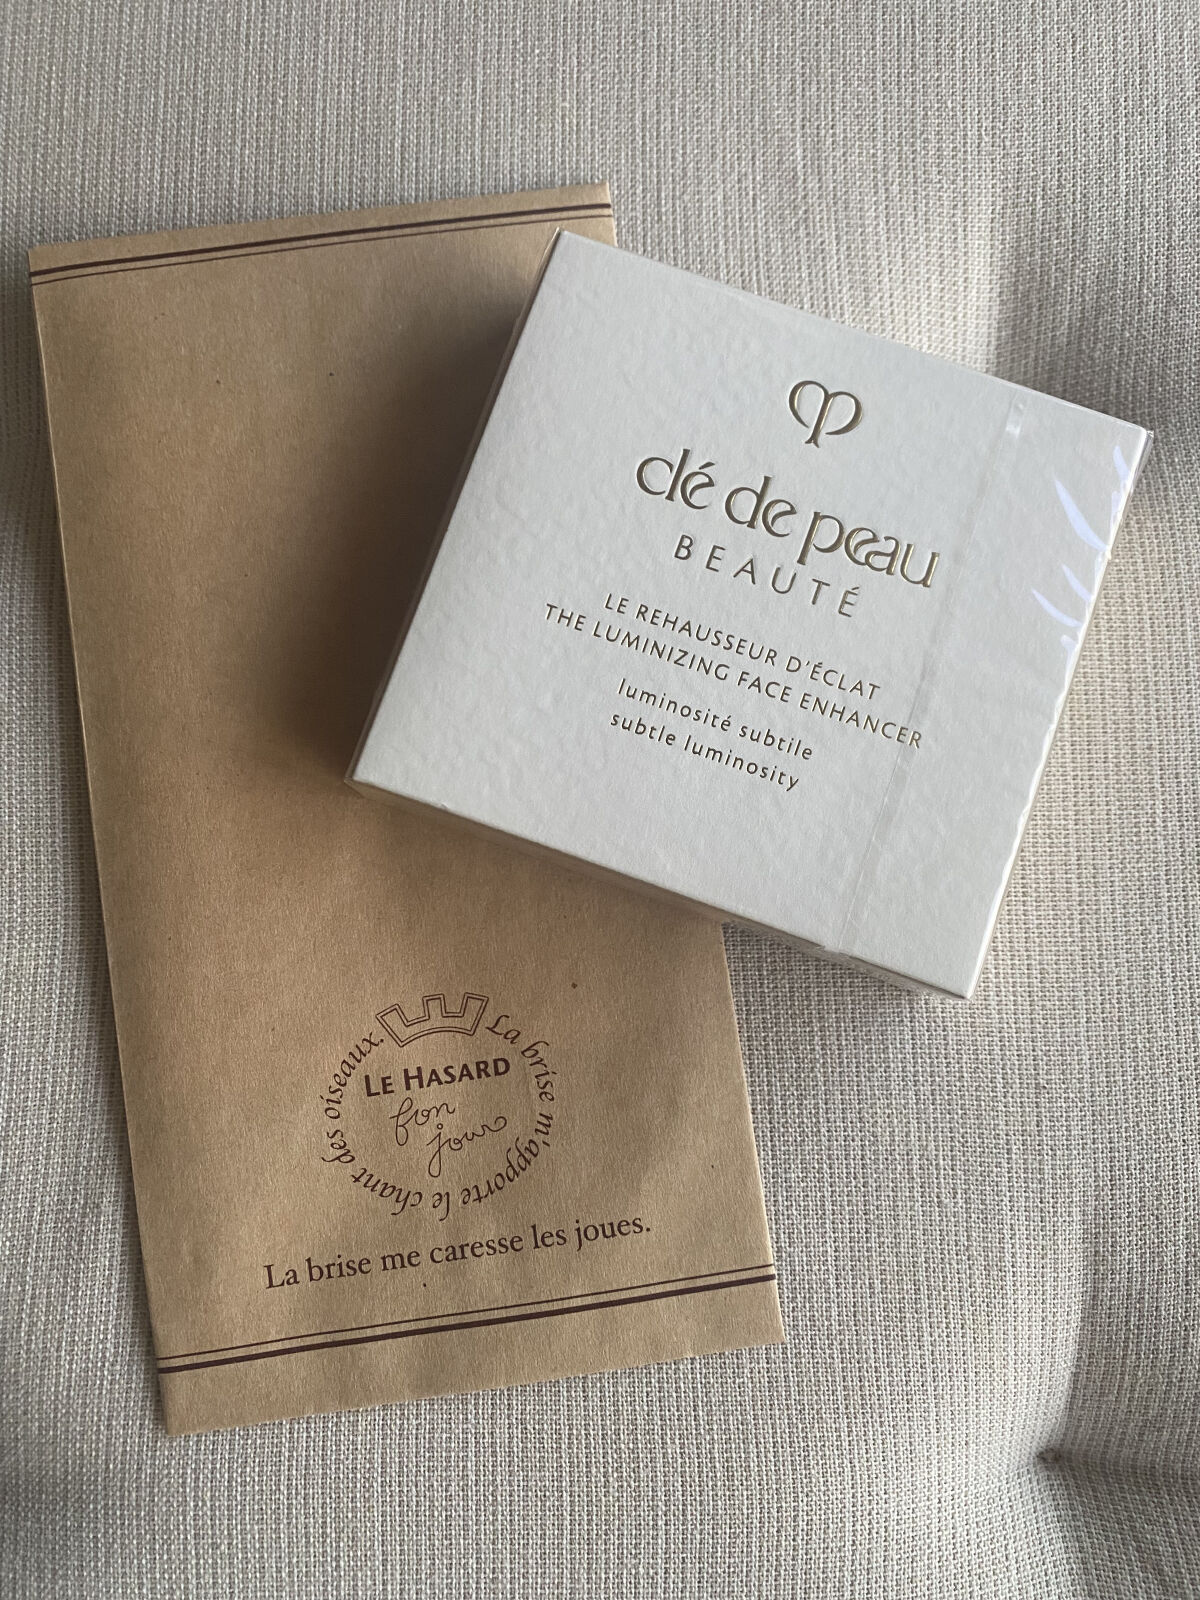 clé de peau
BEAUTÉ
LE REHAUSSEUR D'ÉCLAT
THE LUMINIZING FACE ENHANCER
luminosité subtile
subtle luminosity
La brise m'apporte le chant des oiseaux.
LE HASARD
bon
jour
La brise me caresse les joues.